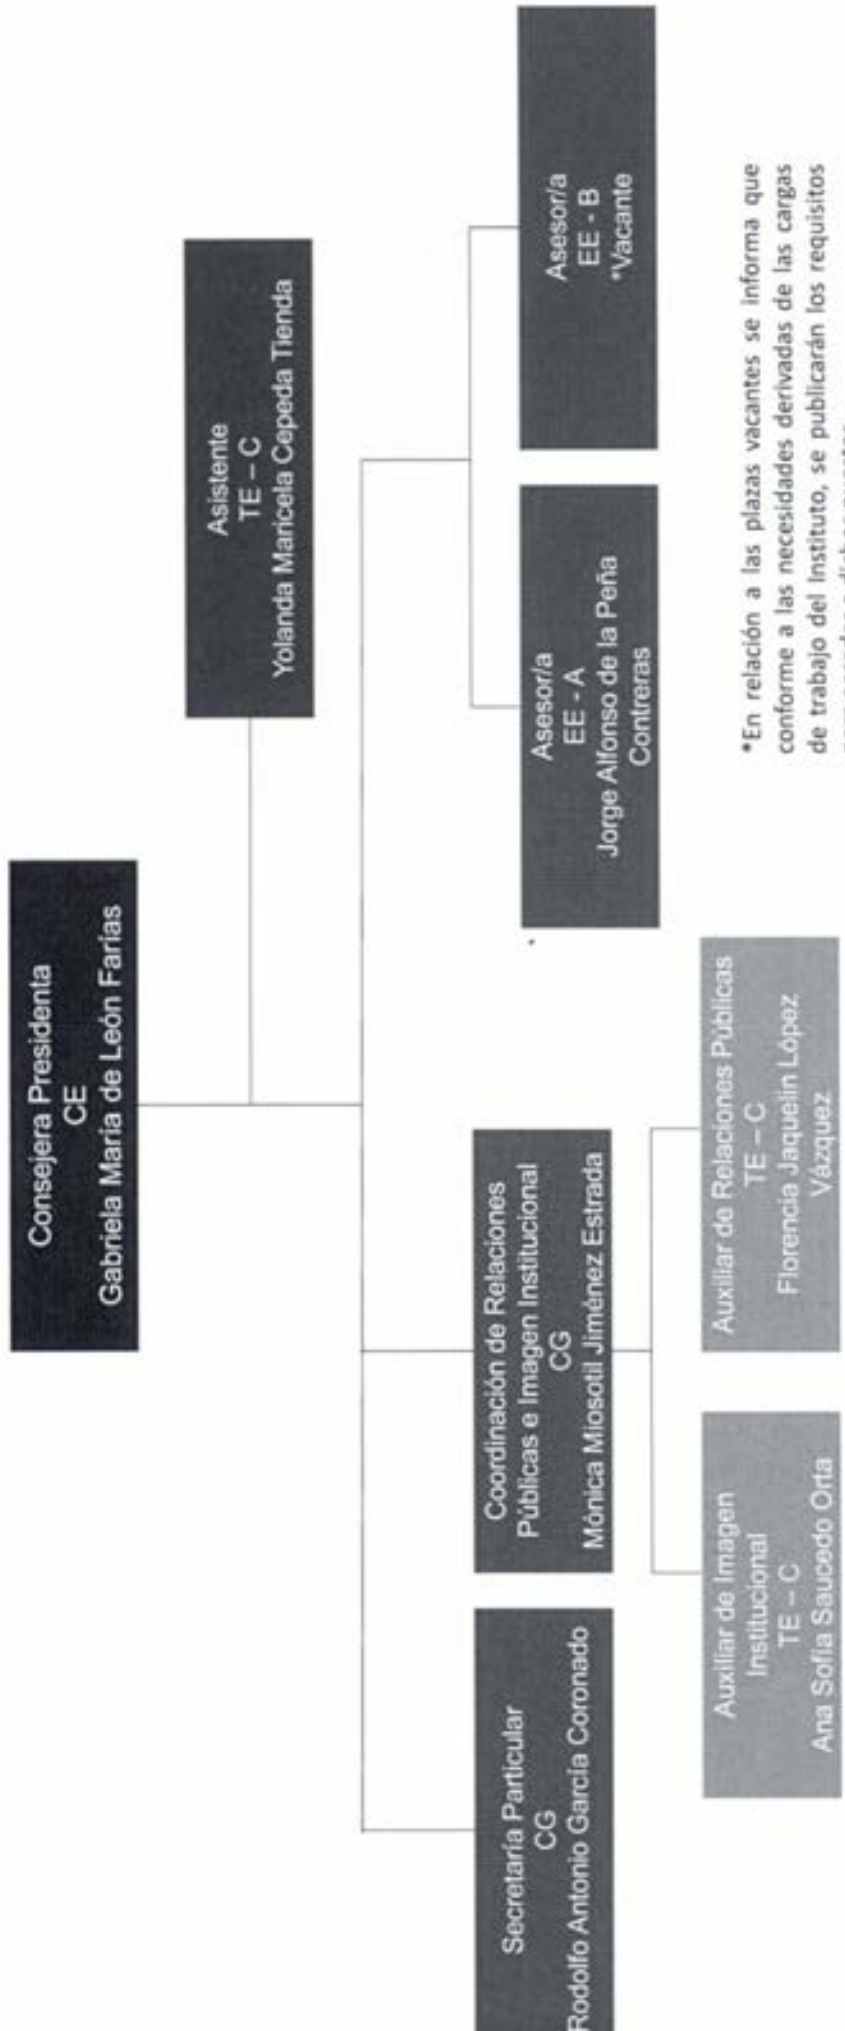 Consejera Presidenta
CE
Gabriela María de León Farías
Asistente
TE – C
Yolanda Maricela Cepeda Tienda
Secretaría Particular
CG
Rodolfo Antonio García Coronado
Coordinación de Relaciones
Públicas e Imagen Institucional
CG
Mónica Miosotil Jiménez Estrada
Asesor/a
EE - A
Jorge Alfonso de la Peña
Contreras
Asesor/a
EE - B
*Vacante
Auxiliar de Imagen
Institucional
TE – C
Ana Sofía Saucedo Orta
Auxiliar de Relaciones Públicas
TE – C
Florencia Jaquelin López
Vázquez
*En relación a las plazas vacantes se informa que
conforme a las necesidades derivadas de las cargas
de trabajo del Instituto, se publicarán los requisitos